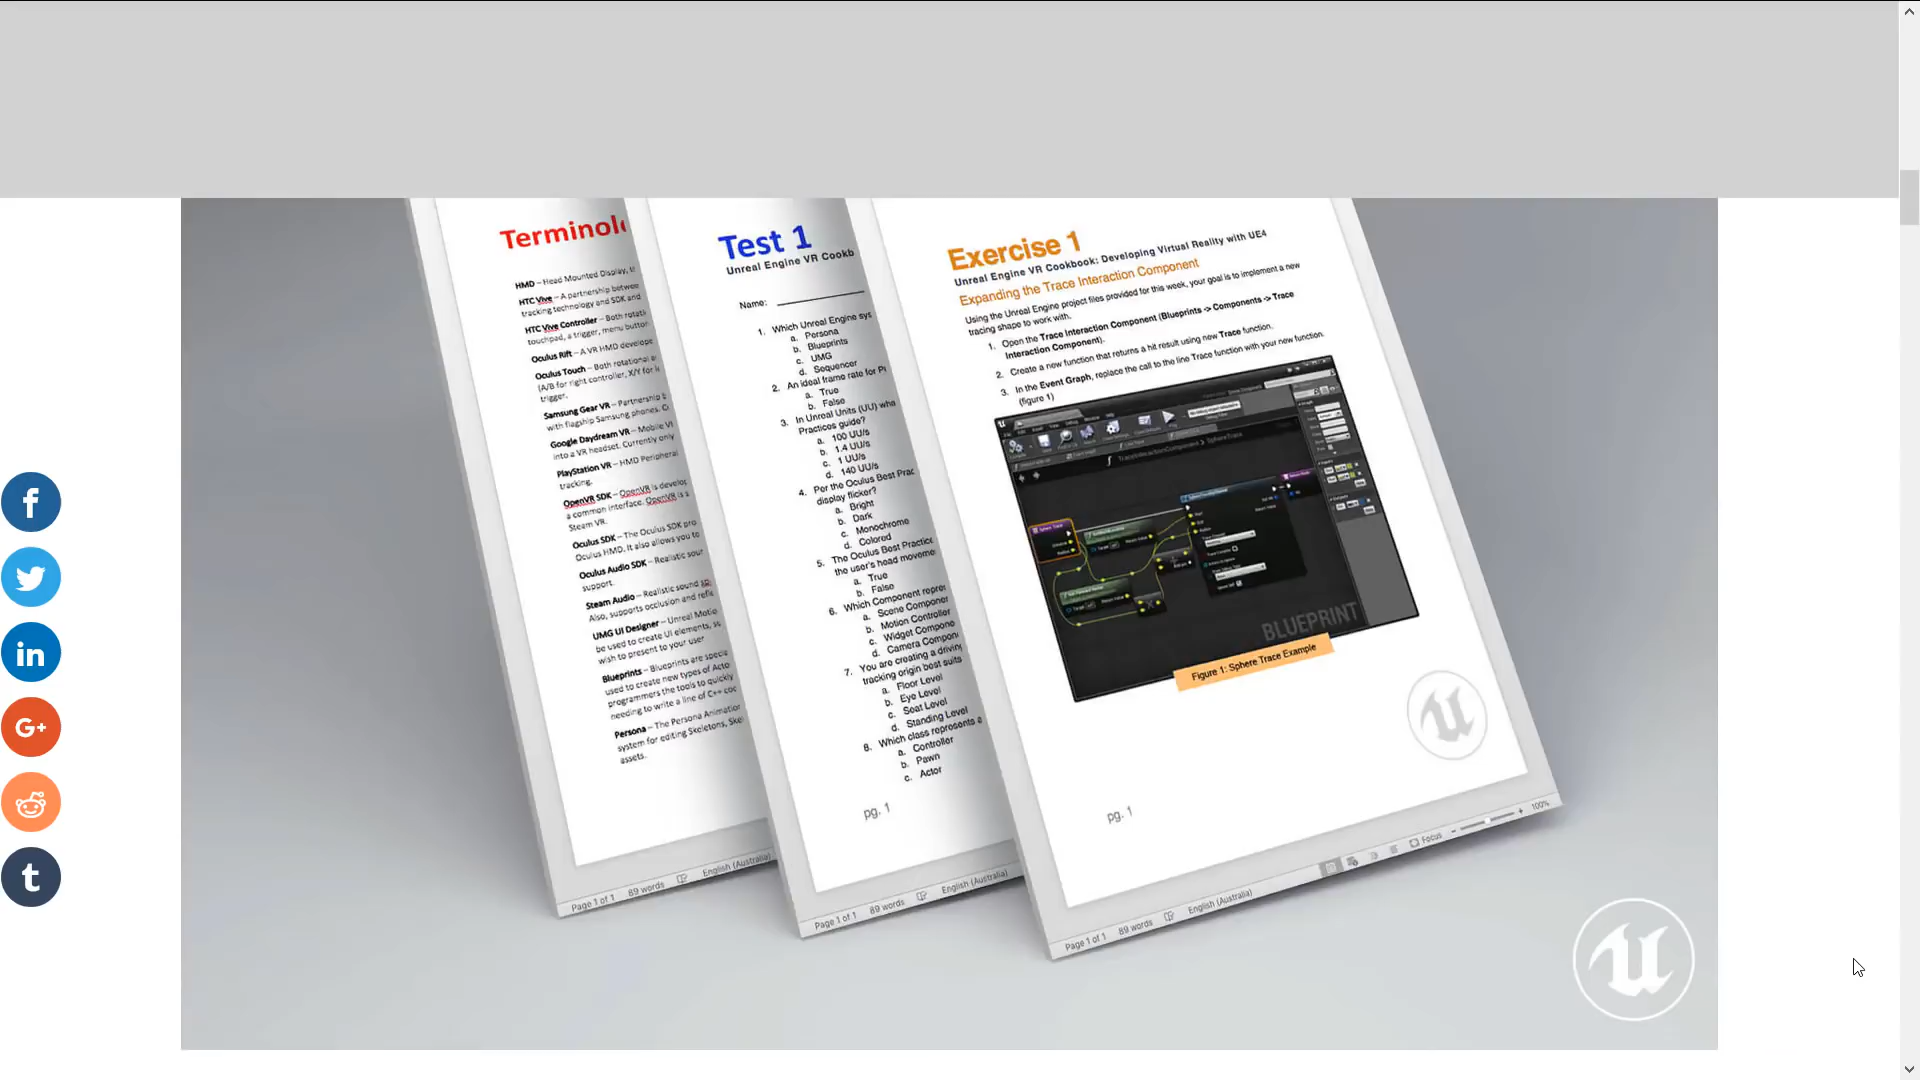 Terminol
HMD – Head Mounted Display, t
HTC Vive – A partnership betwee
tracking technology and SDK and
HTC Vive Controller – Both rotati
touchpad, a trigger, menu button
Oculus Rift – A VR HMD develope
Oculus Touch – Both rotational a
(A/B for right controller, X/Y for l
trigger.
Samsung Gear VR – Partnership b
with flagship Samsung phones. C
Google Daydream VR – Mobile VI
into a VR headset. Currently only
PlayStation VR – HMD Peripheral
tracking.
OpenVR SDK – OpenVR is develop
a common interface. OpenVR is a
Steam VR.
Oculus SDK – The Oculus SDK pro
Oculus HMD. It also allows you to
Oculus Audio SDK – Realistic sour
support.
Steam Audio – Realistic sound sp
Also, supports occlusion and refle
UMG UI Designer – Unreal Motio
be used to create UI elements, su
wish to present to your user
Blueprints – Blueprints are specia
used to create new types of Acto
programmers the tools to quickly
needing to write a line of C++ coc
Persona – The Persona Animation
system for editing Skeletons, Skel
assets.
Page 1 of 1 89 words English (Australia)
Test 1
Unreal Engine VR Cookb
Name:
1. Which Unreal Engine sys
a. Persona
b. Blueprints
c. UMG
d. Sequencer
2. An ideal frame rate for P
a. True
b. False
3. In Unreal Units (UU) wha
Practices guide?
a. 100 UU/s
b. 1.4 UU/s
c. 1 UU/s
d. 140 UU/s
4. Per the Oculus Best Prac
display flicker?
a. Bright
b. Dark
c. Monochrome
d. Colored
5. The Oculus Best Practice
the user's head moveme
a. True
b. False
6. Which Component repre
a. Scene Componer
b. Motion Controller
c. Widget Compone
d. Camera Compon
7. You are creating a driving
tracking origin best suits
a. Floor Level
b. Eye Level
c. Seat Level
d. Standing Level
8. Which class represents a
a. Controller
b. Pawn
c. Actor
pg. 1
Page 1 of 1 89 words English (Australia)
Exercise 1
Unreal Engine VR Cookbook: Developing Virtual Reality with UE4
Expanding the Trace Interaction Component
Using the Unreal Engine project files provided for this week, your goal is to implement a new
tracing shape to work with.
1. Open the Trace Interaction Component (Blueprints -> Components -> Trace
Interaction Component).
2. Create a new function that returns a hit result using new Trace function.
3. In the Event Graph, replace the call to the line Trace function with your new function.
(figure 1)
TraceInteractionComponent > SphereTrace
BLUEPRINT
Figure 1: Sphere Trace Example
pg. 1
Page 1 of 1 89 words English (Australia) Focus 100%
f
in
G+
t